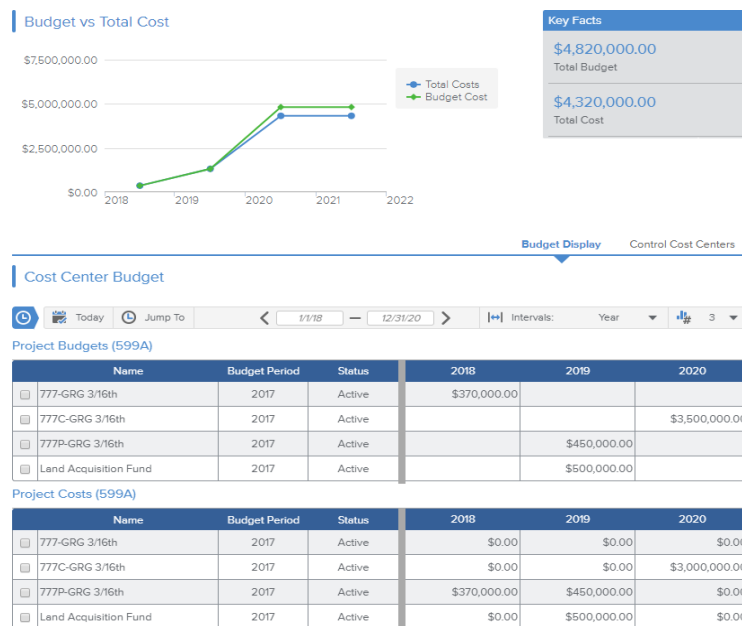 Budget vs Total Cost
$7,500,000.00
$5,000,000.00
$2,500,000.00
$0.00
2018 2019 2020 2021 2022
Total Costs
Budget Cost
Key Facts
$4,820,000.00
Total Budget
$4,320,000.00
Total Cost
Budget Display Control Cost Centers
Cost Center Budget
Today Jump To 1/1/18 — 12/31/20 Intervals: Year # 3
Project Budgets (599A)
Name Budget Period Status 2018 2019 2020
777-GRG 3/16th 2017 Active $370,000.00
777C-GRG 3/16th 2017 Active $3,500,000.00
777P-GRG 3/16th 2017 Active $450,000.00
Land Acquisition Fund 2017 Active $500,000.00
Project Costs (599A)
Name Budget Period Status 2018 2019 2020
777-GRG 3/16th 2017 Active $0.00 $0.00 $0.00
777C-GRG 3/16th 2017 Active $0.00 $0.00 $3,000,000.00
777P-GRG 3/16th 2017 Active $370,000.00 $450,000.00 $0.00
Land Acquisition Fund 2017 Active $0.00 $500,000.00 $0.00